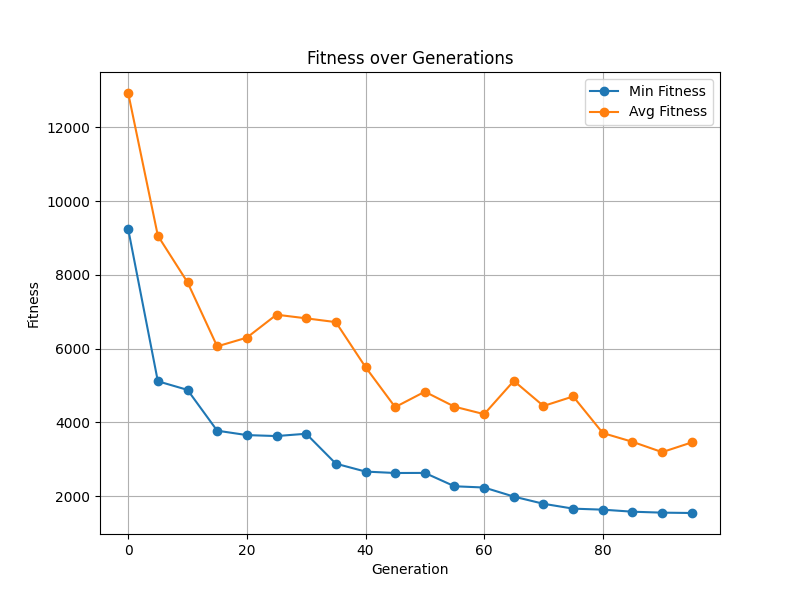 Fitness over Generations
Min Fitness
Avg Fitness
12000
10000
8000
6000
4000
2000
Fitness
0 20 40 60 80
Generation